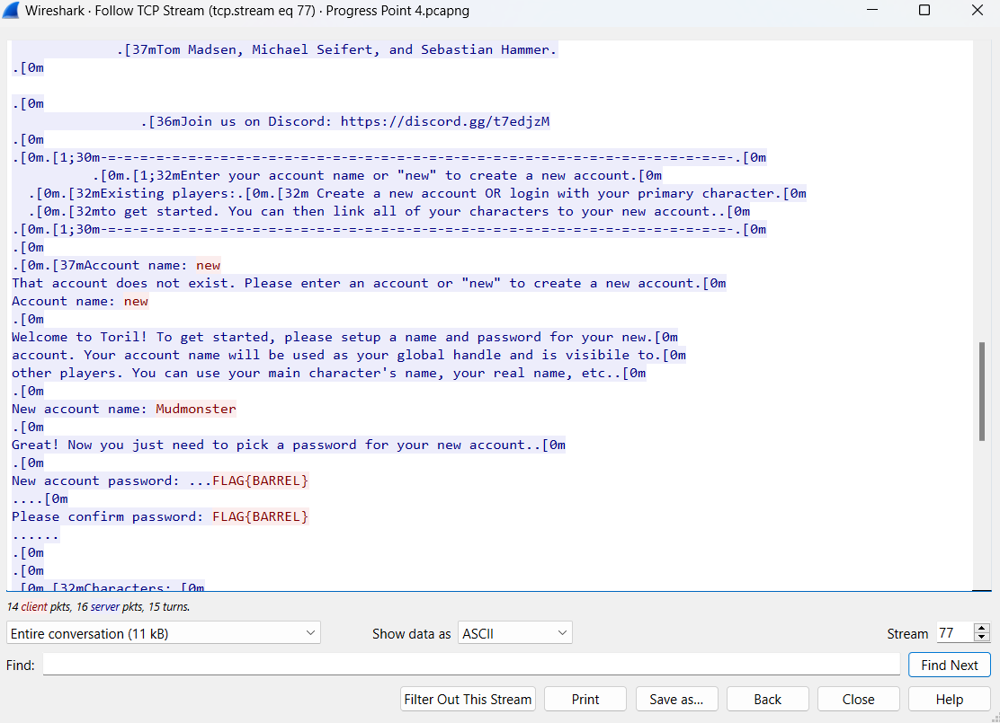 Wireshark · Follow TCP Stream (tcp.stream eq 77) · Progress Point 4.pcapng
.[37mTom Madsen, Michael Seifert, and Sebastian Hammer.
.[0m
.[0m
.[36mJoin us on Discord: https://discord.gg/t7edjzM
.[0m
.[0m.[1;30m-=-=-=-=-=-=-=-=-=-=-=-=-=-=-=-=-=-=-=-=-=-=-=-=-=-=-=-=-=-=-=-=-=-=-=-=-=-=-=-.[0m
.[0m.[1;32mEnter your account name or "new" to create a new account.[0m
.[0m.[32mExisting players:.[0m.[32m Create a new account OR login with your primary character.[0m
.[0m.[32mto get started. You can then link all of your characters to your new account..[0m
.[0m.[1;30m-=-=-=-=-=-=-=-=-=-=-=-=-=-=-=-=-=-=-=-=-=-=-=-=-=-=-=-=-=-=-=-=-=-=-=-=-=-=-=-.[0m
.[0m
.[0m.[37mAccount name: new
That account does not exist. Please enter an account or "new" to create a new account.[0m
Account name: new
.[0m
Welcome to Toril! To get started, please setup a name and password for your new.[0m
account. Your account name will be used as your global handle and is visibile to.[0m
other players. You can use your main character's name, your real name, etc..[0m
.[0m
New account name: Mudmonster
.[0m
Great! Now you just need to pick a password for your new account..[0m
.[0m
New account password: ...FLAG{BARREL}
....[0m
Please confirm password: FLAG{BARREL}
......
.[0m
.[0m
.[0m.[32mCharacters:.[0m
14 client pkts, 16 server pkts, 15 turns.
Entire conversation (11 kB) Show data as ASCII Stream 77
Find: Find Next
Filter Out This Stream Print Save as... Back Close Help